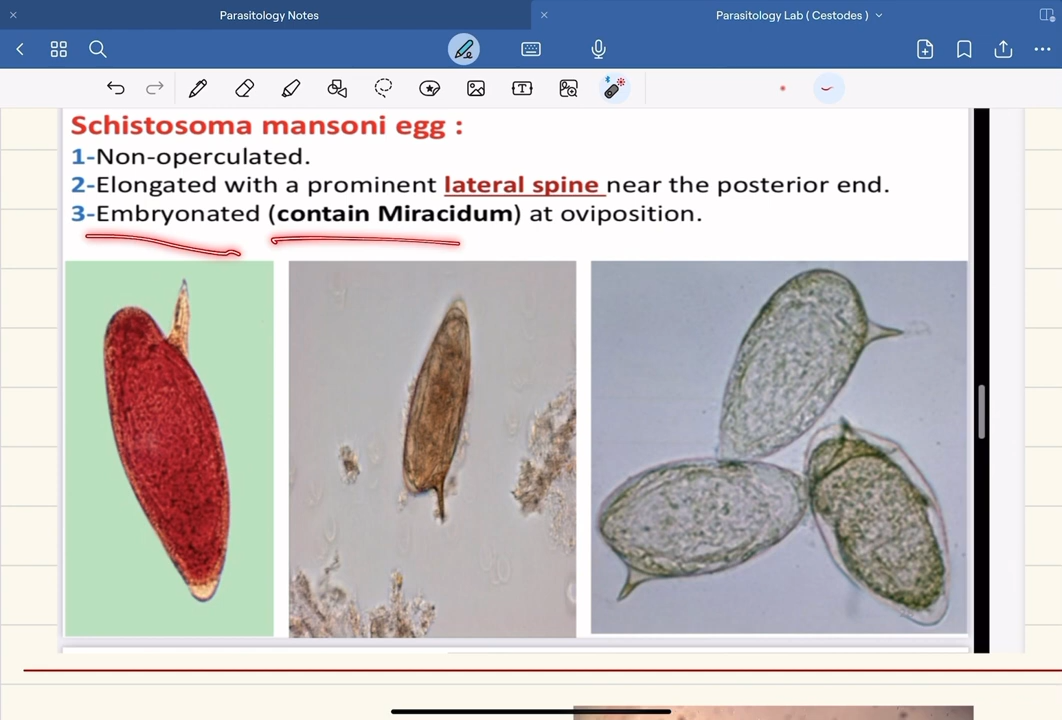 Parasitology Notes
Parasitology Lab ( Cestodes )
Schistosoma mansoni egg :
1-Non-operculated.
2-Elongated with a prominent lateral spine near the posterior end.
3-Embryonated (contain Miracidum) at oviposition.